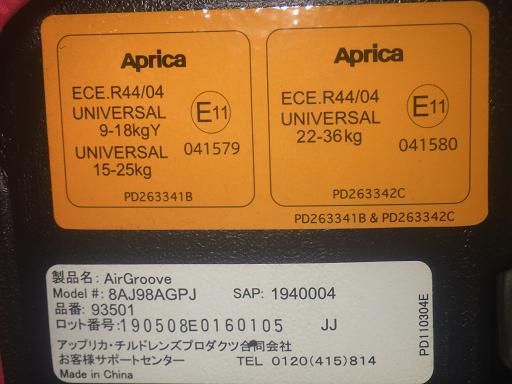 Aprica
ECE.R44/04
UNIVERSAL
9-18kgY
UNIVERSAL
15-25kg
E11
041579
PD263341B
Aprica
ECE.R44/04
UNIVERSAL
22-36kg
E11
041580
PD263342C
PD263341B & PD263342C
製品名: AirGroove
Model #: 8AJ98AGPJ SAP: 1940004
品番: 93501
ロット番号:190508E0160105 JJ
アップリカ・チルドレンズプロダクツ合同会社
お客様サポートセンター TEL 0120(415)814
Made in China
PD110304E